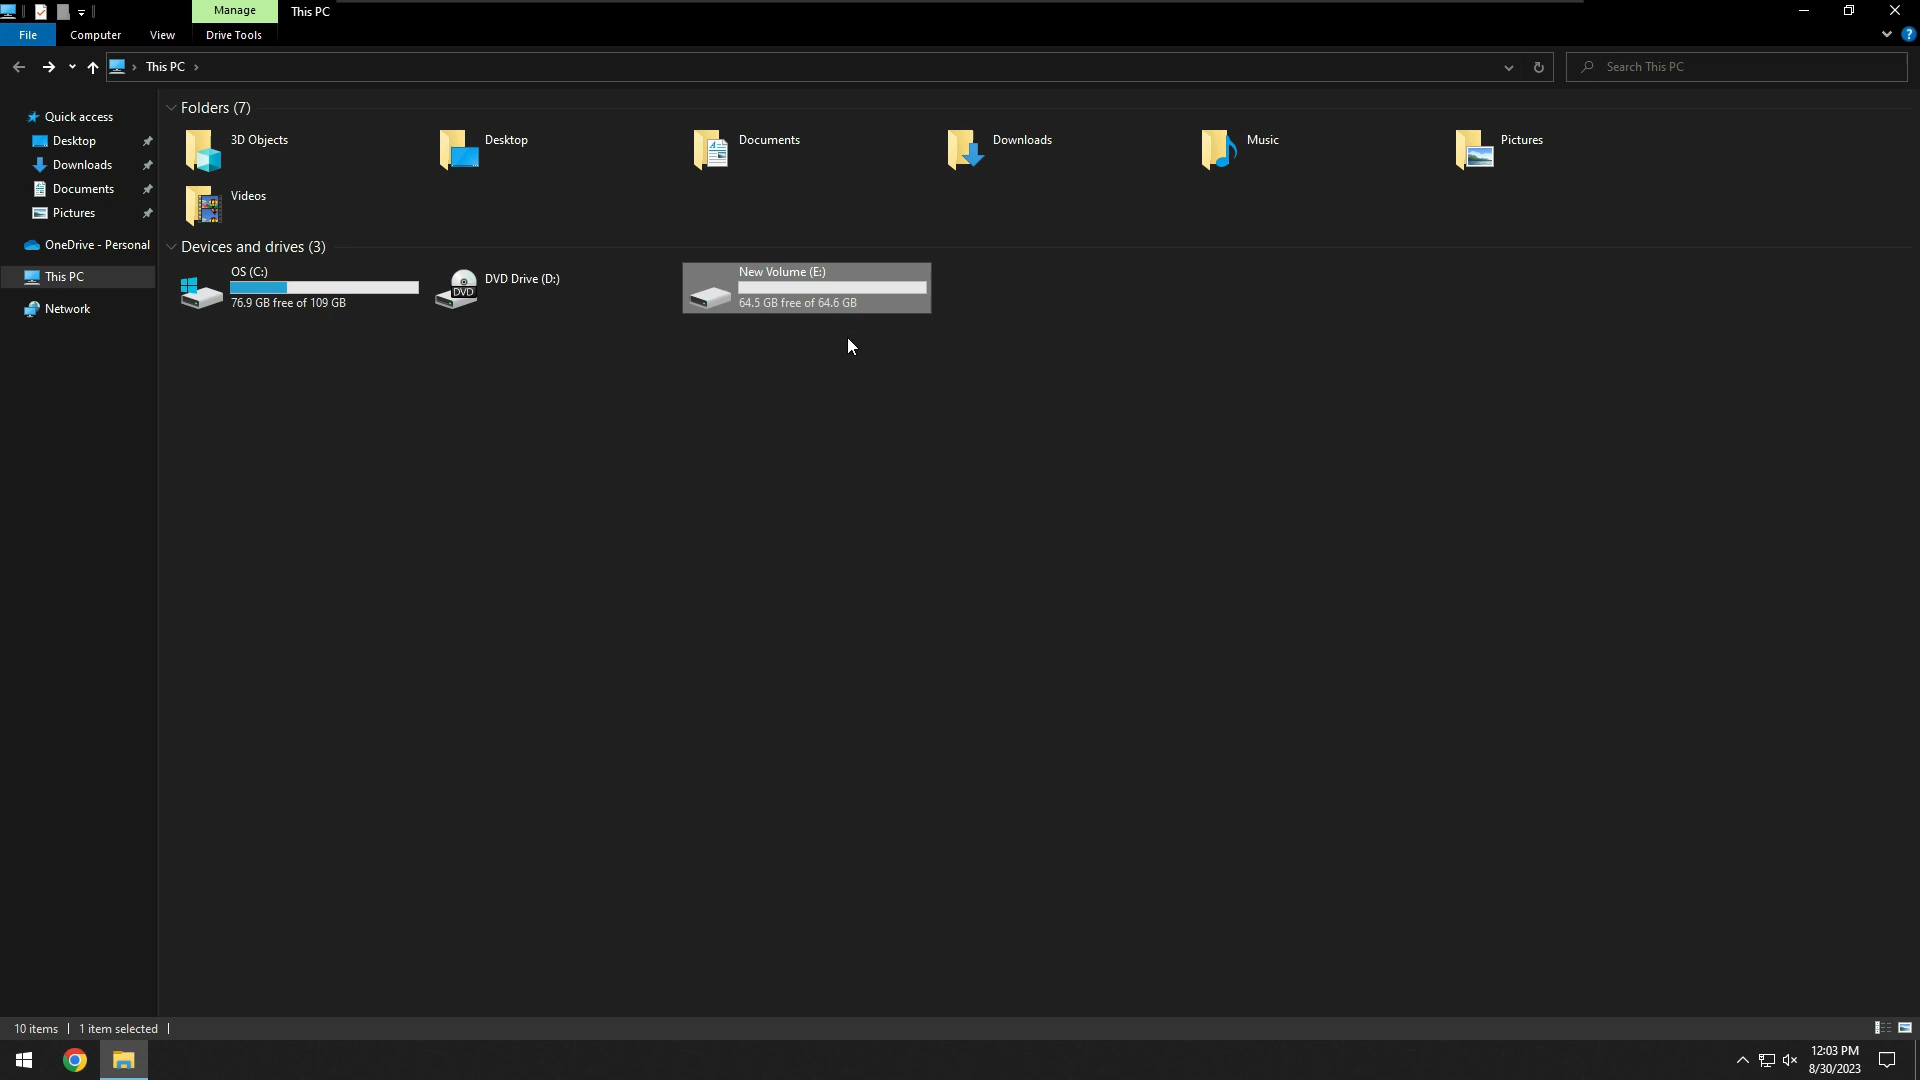 Manage
This PC
File
Computer
View
Drive Tools
?
This PC
Search This PC
Quick access
Desktop
Downloads
Documents
Pictures
OneDrive - Personal
This PC
Network
Folders (7)
3D Objects
Desktop
Documents
Downloads
Music
Pictures
Videos
Devices and drives (3)
OS (C:)
76.9 GB free of 109 GB
DVD
DVD Drive (D:)
New Volume (E:)
64.5 GB free of 64.6 GB
10 items
1 item selected
12:03 PM
8/30/2023